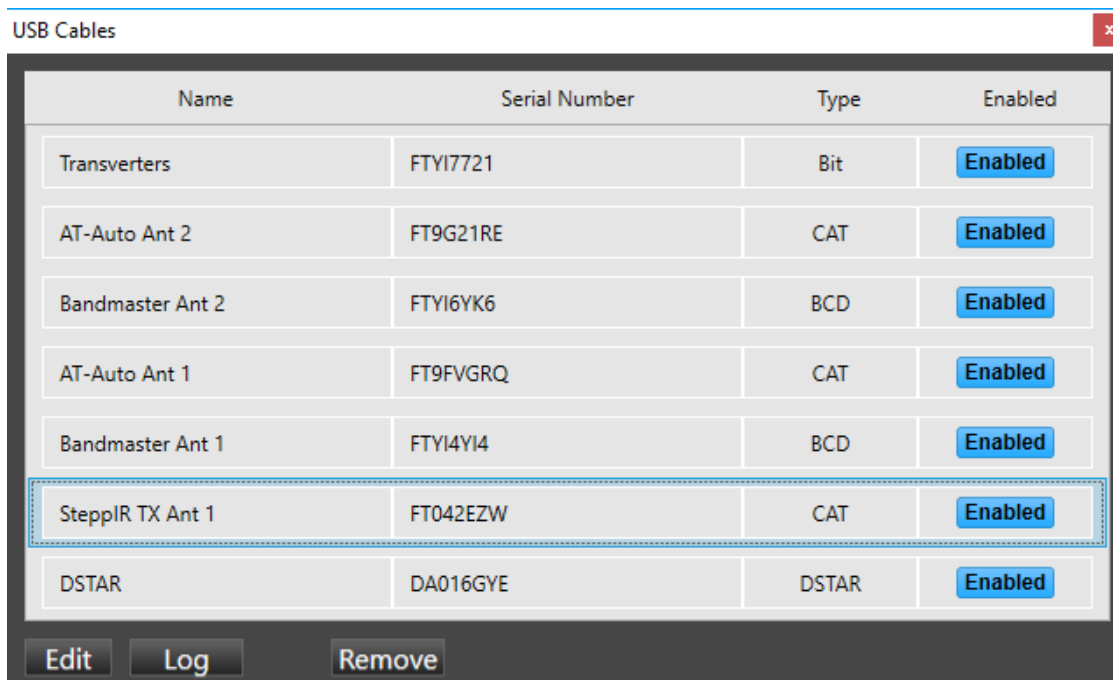 USB Cables x
Name Serial Number Type Enabled
Transverters FTYI7721 Bit Enabled
AT-Auto Ant 2 FT9G21RE CAT Enabled
Bandmaster Ant 2 FTYI6YK6 BCD Enabled
AT-Auto Ant 1 FT9FVGRQ CAT Enabled
Bandmaster Ant 1 FTYI4YI4 BCD Enabled
SteppIR TX Ant 1 FT042EZW CAT Enabled
DSTAR DA016GYE DSTAR Enabled
Edit Log Remove